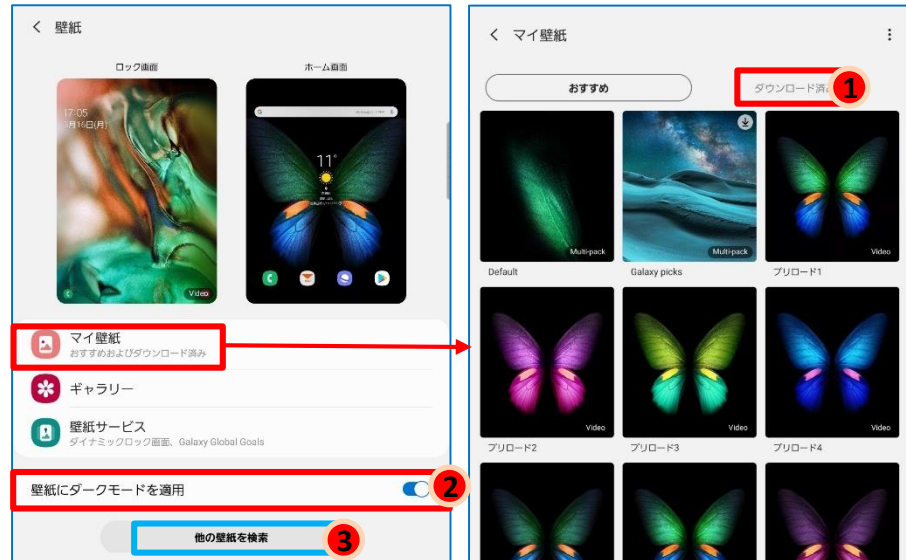 壁紙
ロック画面
ホーム画面
17:05
月16日(月)
11°
Video
マイ壁紙
おすすめおよびダウンロード済み
ギャラリー
壁紙サービス
ダイナミックロック画面、Galaxy Global Goals
壁紙にダークモードを適用
2
他の壁紙を検索
3
マイ壁紙
おすすめ
ダウンロード済
1
Multi-pack
Multi-pack
Video
Default
Galaxy picks
プリロード1
Video
Video
Video
プリロード2
プリロード3
プリロード4